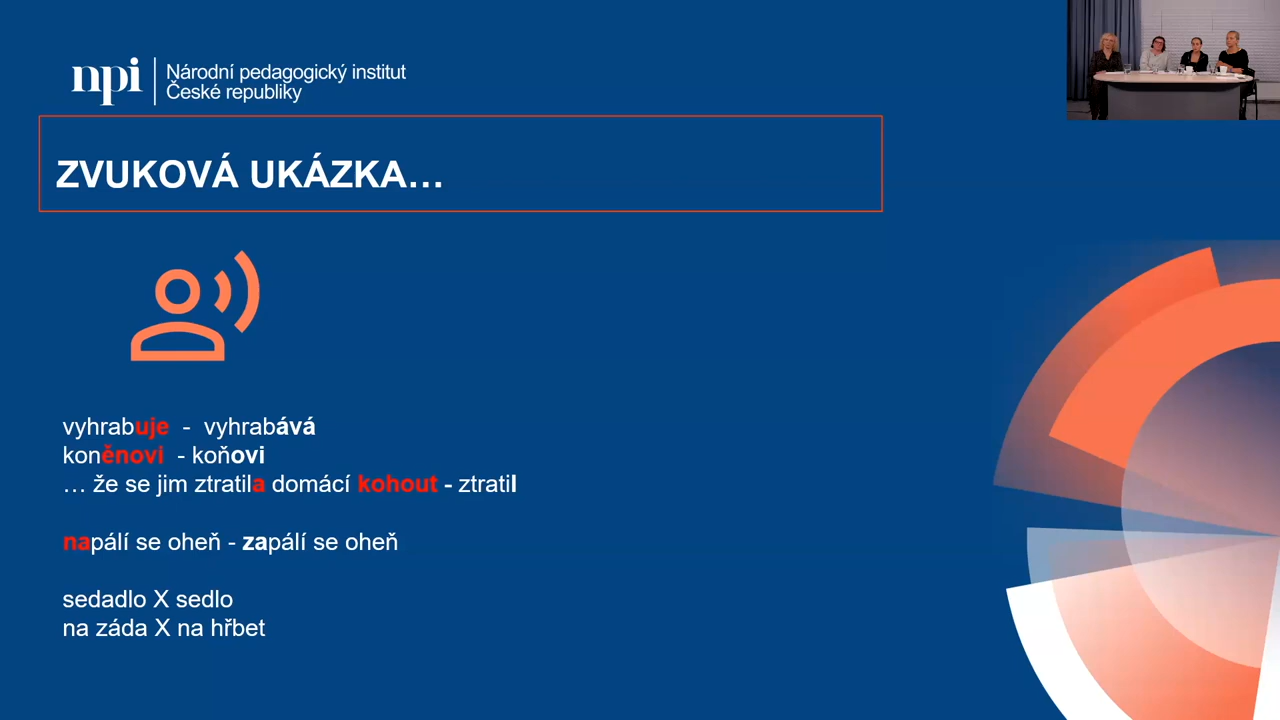 npi Národní pedagogický institut
České republiky
ZVUKOVÁ UKÁZKA…
vyhrabuje - vyhrabává
koněnovi - koňovi
… že se jim ztratila domácí kohout - ztratil
napálí se oheň - zapálí se oheň
sedadlo X sedlo
na záda X na hřbet